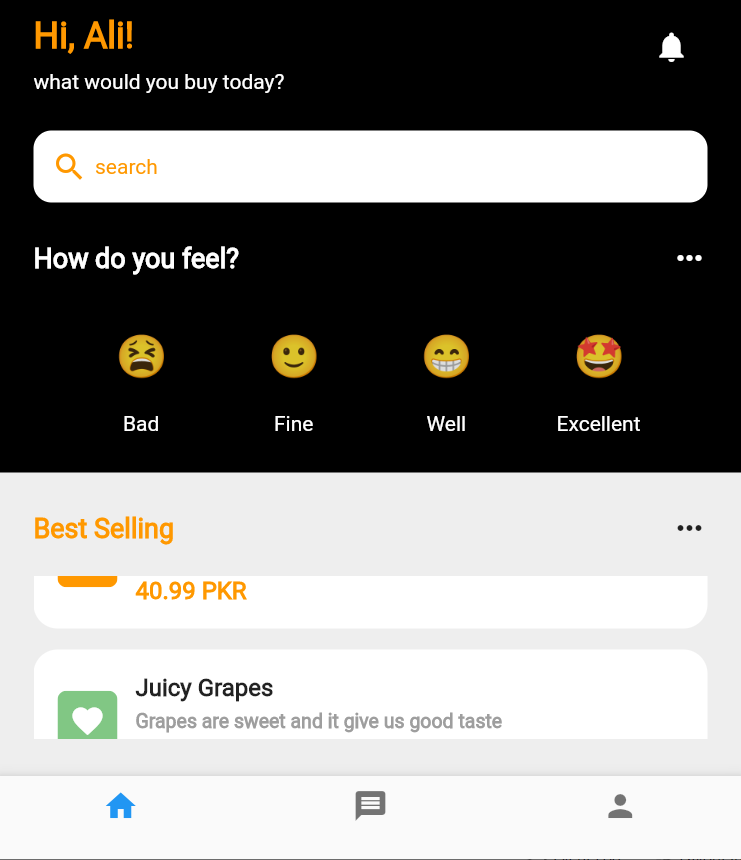 Hi, Ali!
what would you buy today?
search
How do you feel?
Bad Fine Well Excellent
Best Selling
40.99 PKR
Juicy Grapes
Grapes are sweet and it give us good taste